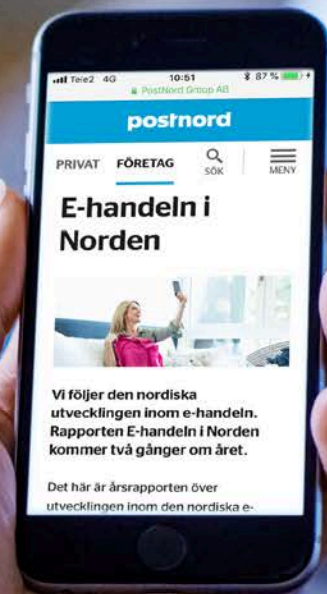 Tele2 4G 10:51 87 %
PostNord Group AB
postnord
PRIVAT FÖRETAG SÖK MENY
E-handeln i
Norden
Vi följer den nordiska
utvecklingen inom e-handeln.
Rapporten E-handeln i Norden
kommer två gånger om året.
Det här är årsrapporten över
utvecklingen inom den nordiska e-